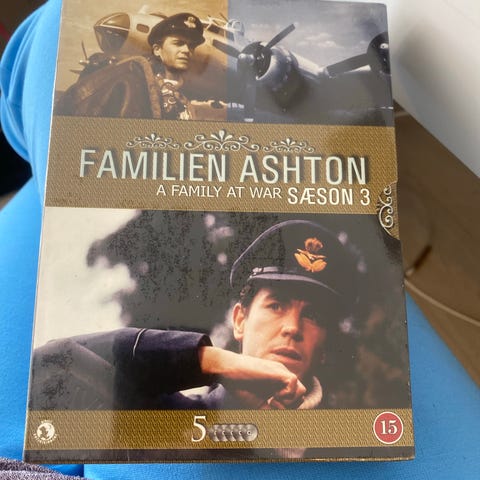 FAMILIEN ASHTON
A FAMILY AT WAR SÆSON 3
5
15